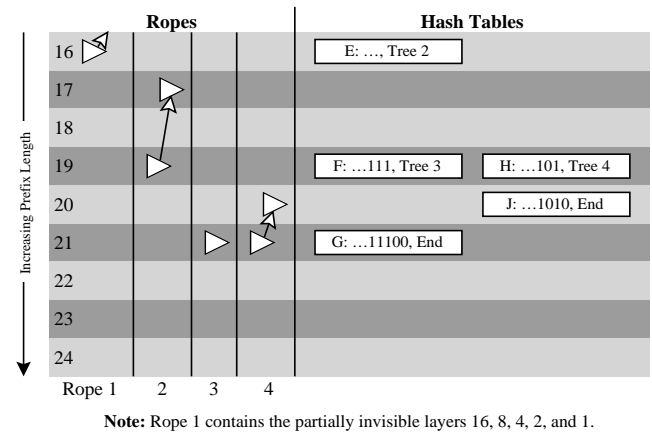 Ropes Hash Tables
16 E: …, Tree 2
17
18
19 F: …111, Tree 3 H: …101, Tree 4
20 J: …1010, End
21 G: …11100, End
22
23
24
Increasing Prefix Length
Rope 1 2 3 4
Note: Rope 1 contains the partially invisible layers 16, 8, 4, 2, and 1.